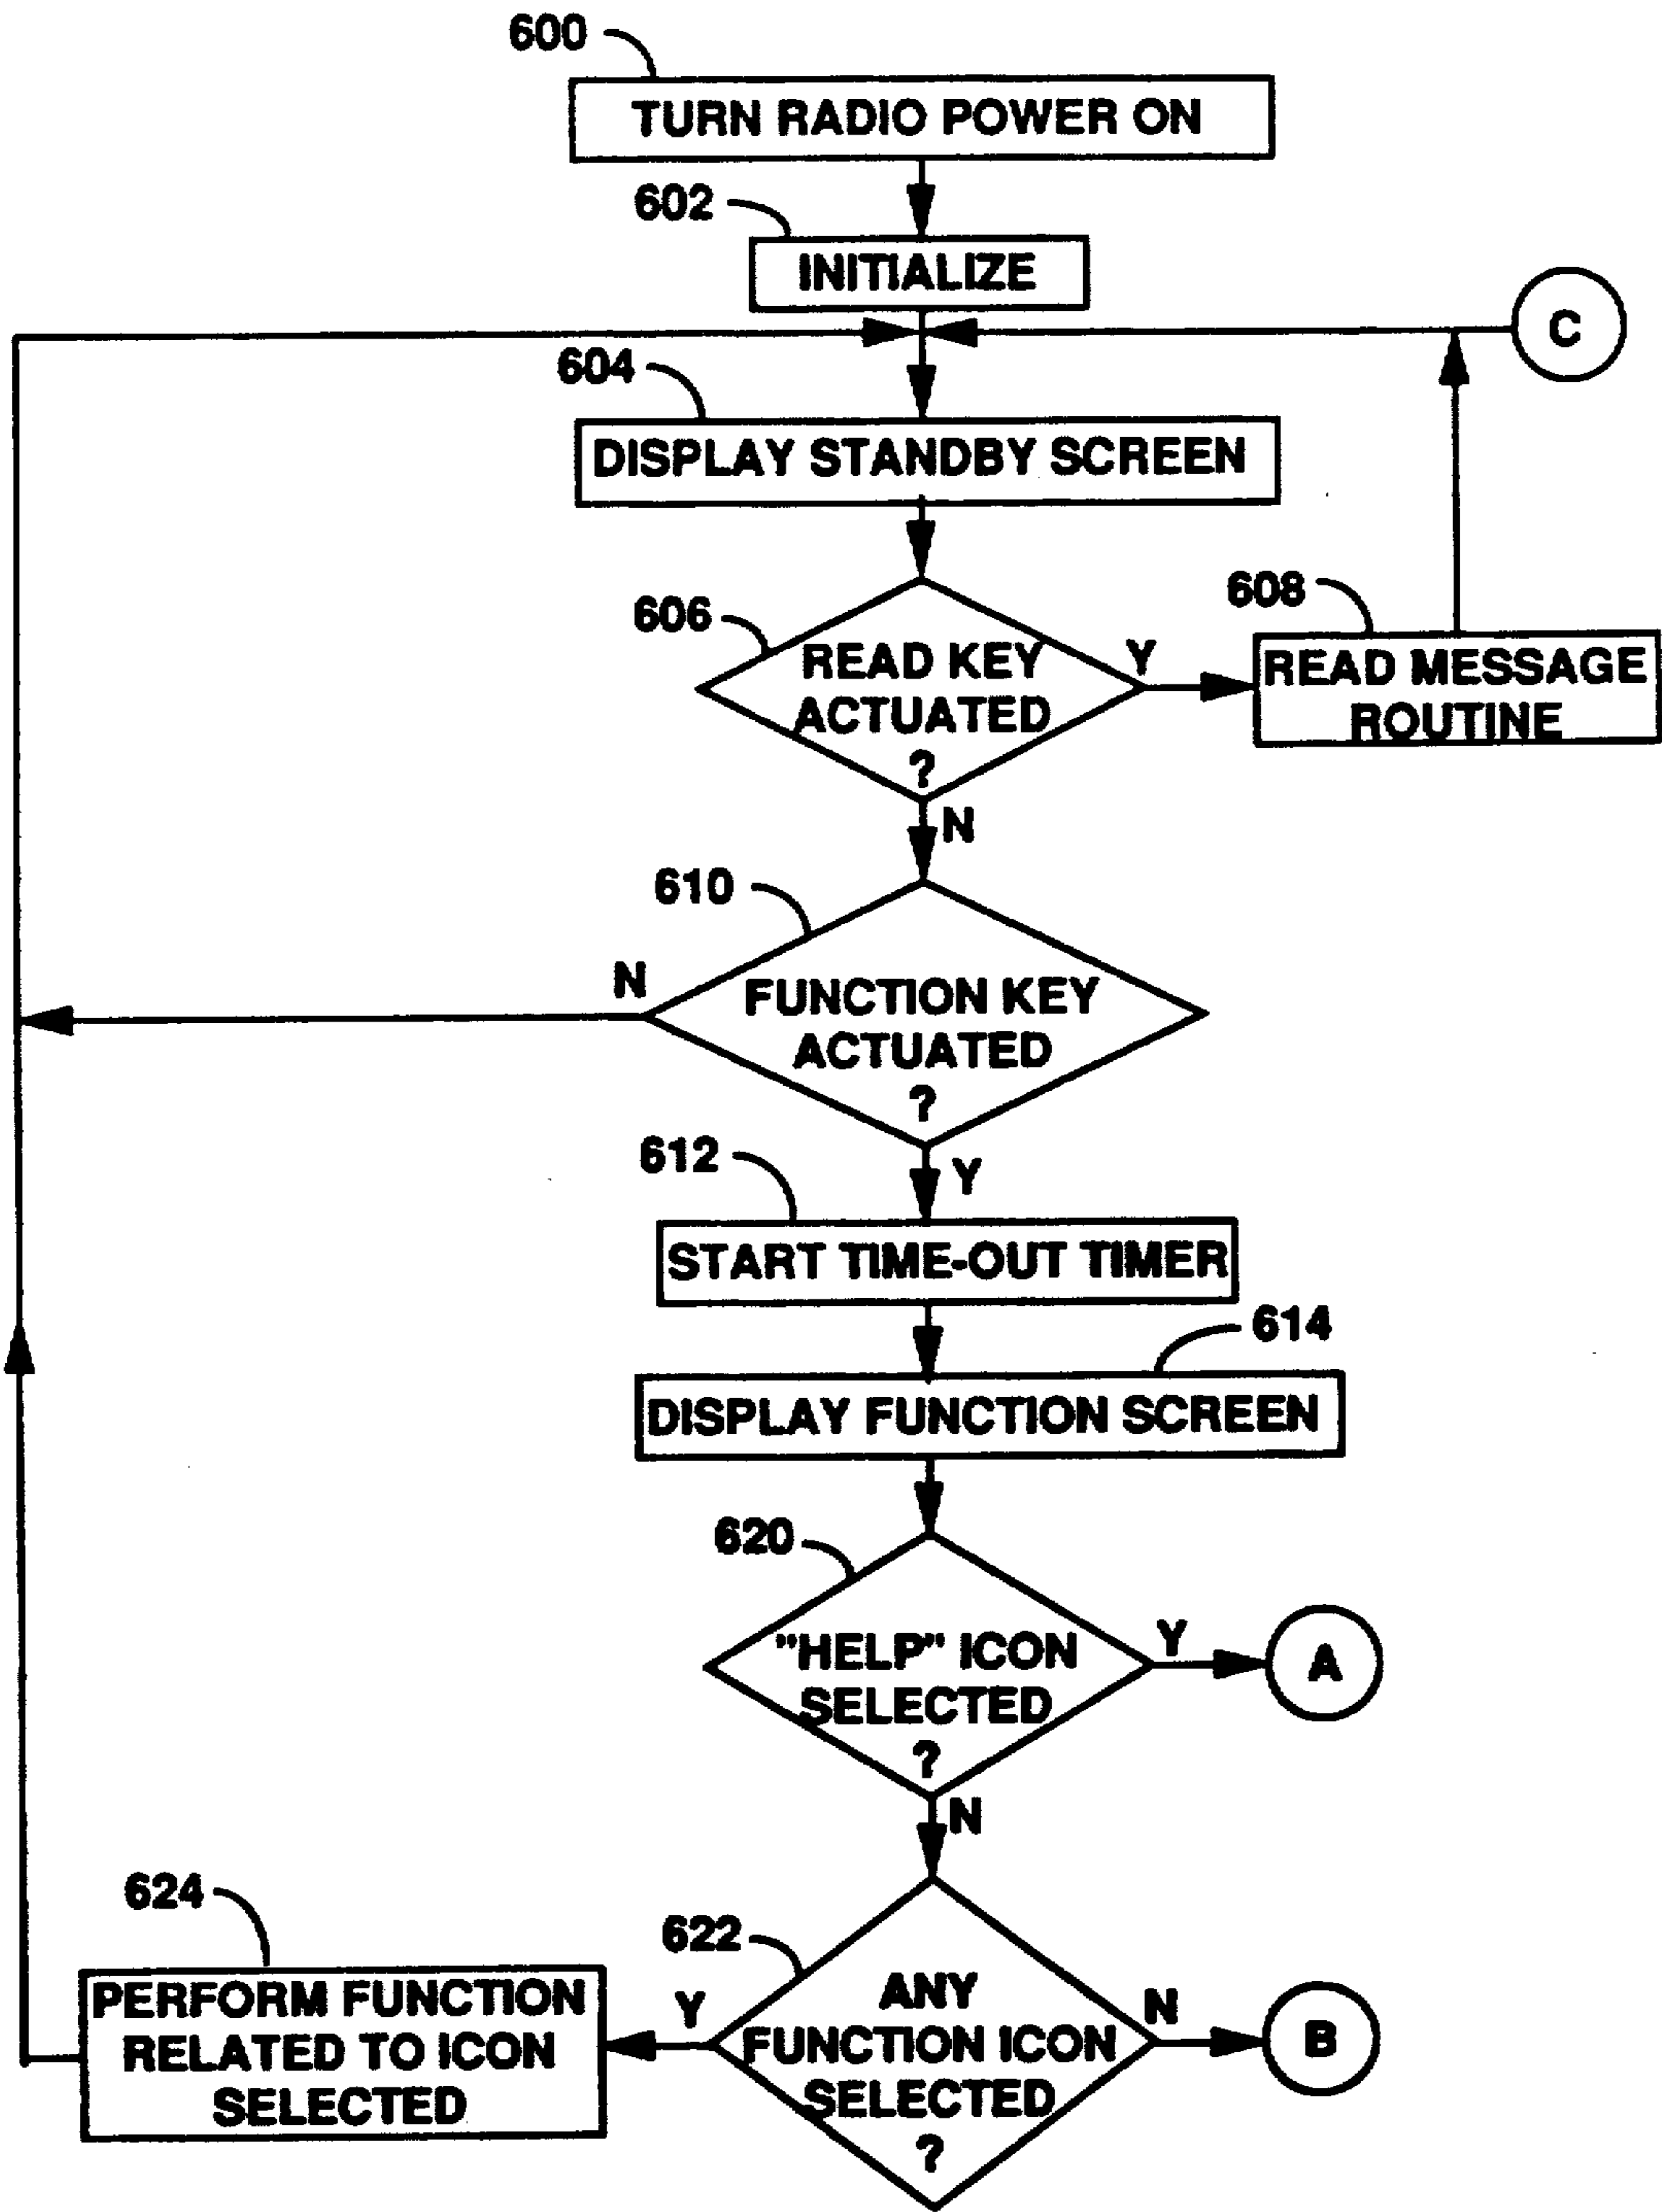 600
TURN RADIO POWER ON
602
INITIALIZE
C
604
DISPLAY STANDBY SCREEN
606
READ KEY
ACTUATED
?
Y
608
READ MESSAGE
ROUTINE
N
610
N
FUNCTION KEY
ACTUATED
?
612
Y
START TIME-OUT TIMER
614
DISPLAY FUNCTION SCREEN
620
"HELP" ICON
SELECTED
?
Y
A
N
624
PERFORM FUNCTION
RELATED TO ICON
SELECTED
622
Y
ANY
FUNCTION ICON
SELECTED
?
N
B